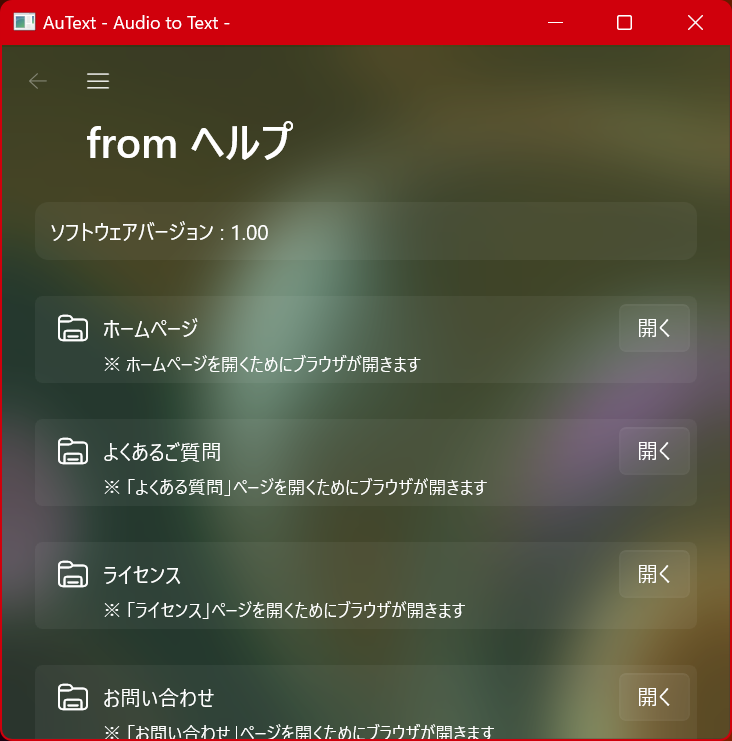 AuText - Audio to Text -
from ヘルプ
ソフトウェアバージョン : 1.00
ホームページ
開く
※ ホームページを開くためにブラウザが開きます
よくあるご質問
開く
※ 「よくある質問」ページを開くためにブラウザが開きます
ライセンス
開く
※ 「ライセンス」ページを開くためにブラウザが開きます
お問い合わせ
開く
※ 「お問い合わせ」ページを開くためにブラウザが開きます